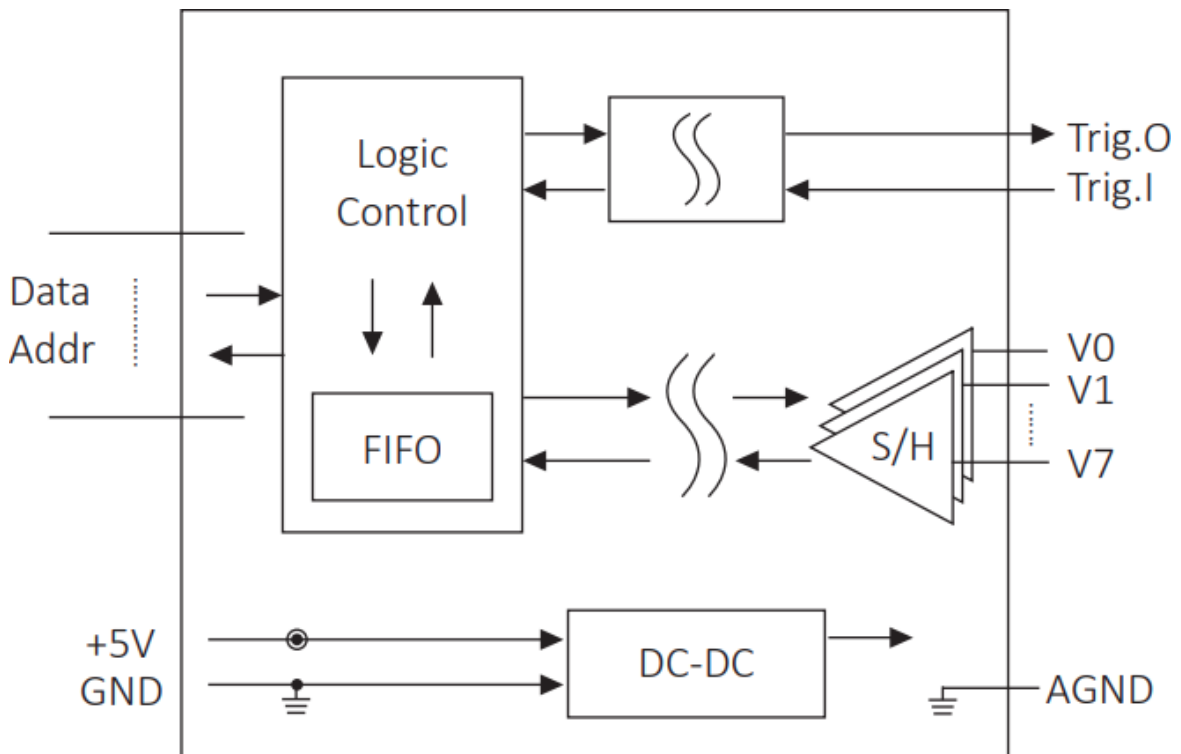 Logic
Control
FIFO
Data
Addr
Trig.O
Trig.I
S/H
V0
V1
V7
+5V
GND
DC-DC
AGND